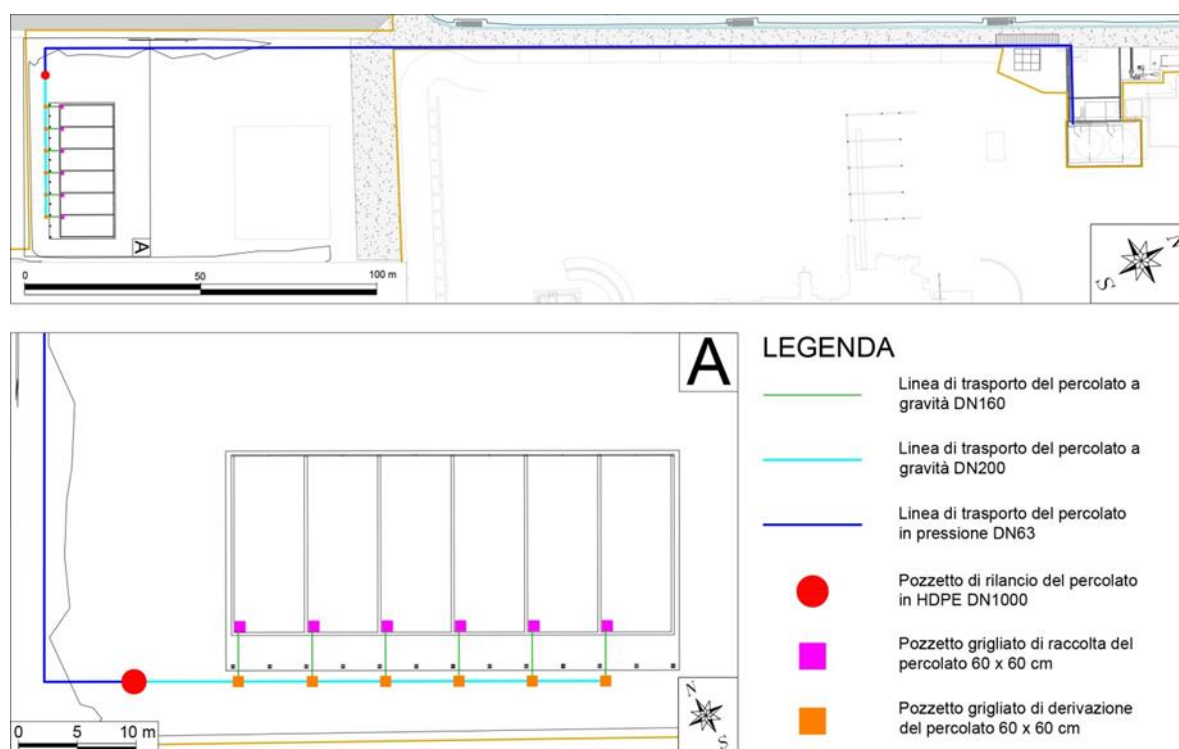 A
0
50
100 m
N
S
A
LEGENDA
Linea di trasporto del percolato a
gravità DN160
Linea di trasporto del percolato a
gravità DN200
Linea di trasporto del percolato
in pressione DN63
Pozzetto di rilancio del percolato
in HDPE DN1000
Pozzetto grigliato di raccolta del
percolato 60 x 60 cm
Pozzetto grigliato di derivazione
del percolato 60 x 60 cm
N
S
0 5 10 m